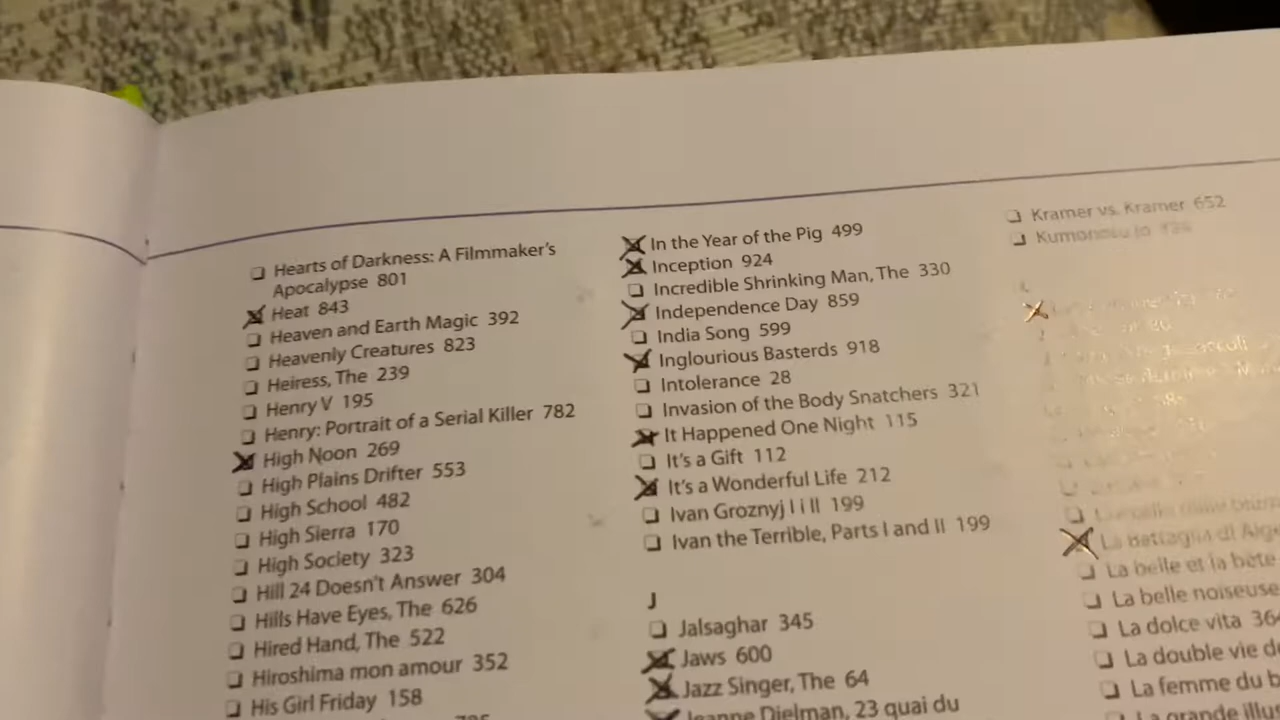 Hearts of Darkness: A Filmmaker's
Apocalypse 801
Heat 843
Heaven and Earth Magic 392
Heavenly Creatures 823
Heiress, The 239
Henry V 195
Henry: Portrait of a Serial Killer 782
High Noon 269
High Plains Drifter 553
High School 482
High Sierra 170
High Society 323
Hill 24 Doesn't Answer 304
Hills Have Eyes, The 626
Hired Hand, The 522
Hiroshima mon amour 352
His Girl Friday 158
In the Year of the Pig 499
Inception 924
Incredible Shrinking Man, The 330
Independence Day 859
India Song 599
Inglourious Basterds 918
Intolerance 28
Invasion of the Body Snatchers 321
It Happened One Night 115
It's a Gift 112
It's a Wonderful Life 212
Ivan Groznyj I i II 199
Ivan the Terrible, Parts I and II 199
J
Jalsaghar 345
Jaws 600
Jazz Singer, The 64
Jeanne Dielman, 23 quai du
Kramer vs. Kramer 652
La belle et la bête
La belle noiseuse
La dolce vita 36
La double vie d
La femme du b
La grande illus